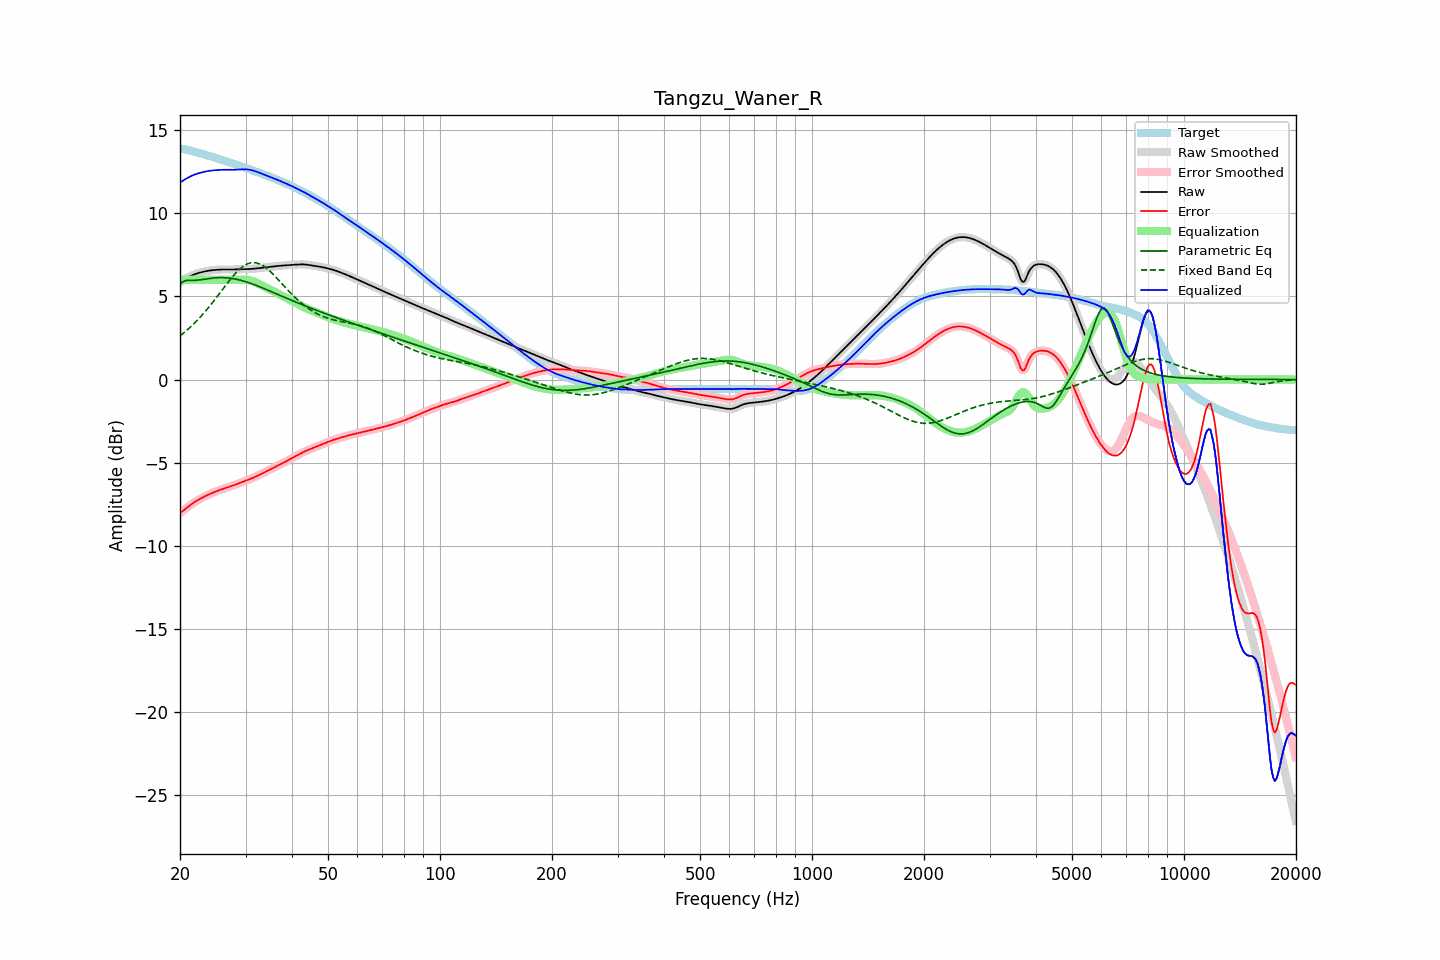 Tangzu_Waner_R
Target
Raw Smoothed
Error Smoothed
Raw
Error
Equalization
Parametric Eq
Fixed Band Eq
Equalized
15
10
5
0
−5
−10
−15
−20
−25
Amplitude (dBr)
20 50 100 200 500 1000 2000 5000 10000 20000
Frequency (Hz)